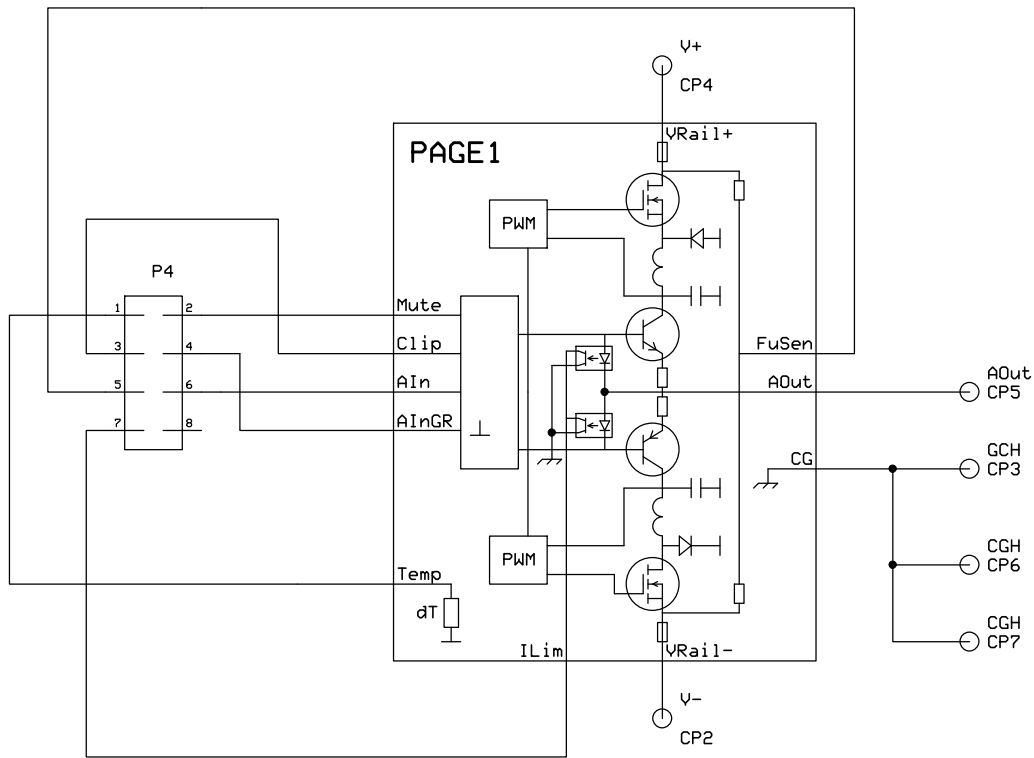 V+
CP4
VRail+
PAGE1
PWM
P4
1 2
Mute
3 4
Clip
FuSen
5 6
AIn
AOut
AOut
CP5
7 8
AInGR
CG
GCH
CP3
PWM
CGH
CP6
Temp
dT
CGH
CP7
ILim
VRail-
V-
CP2